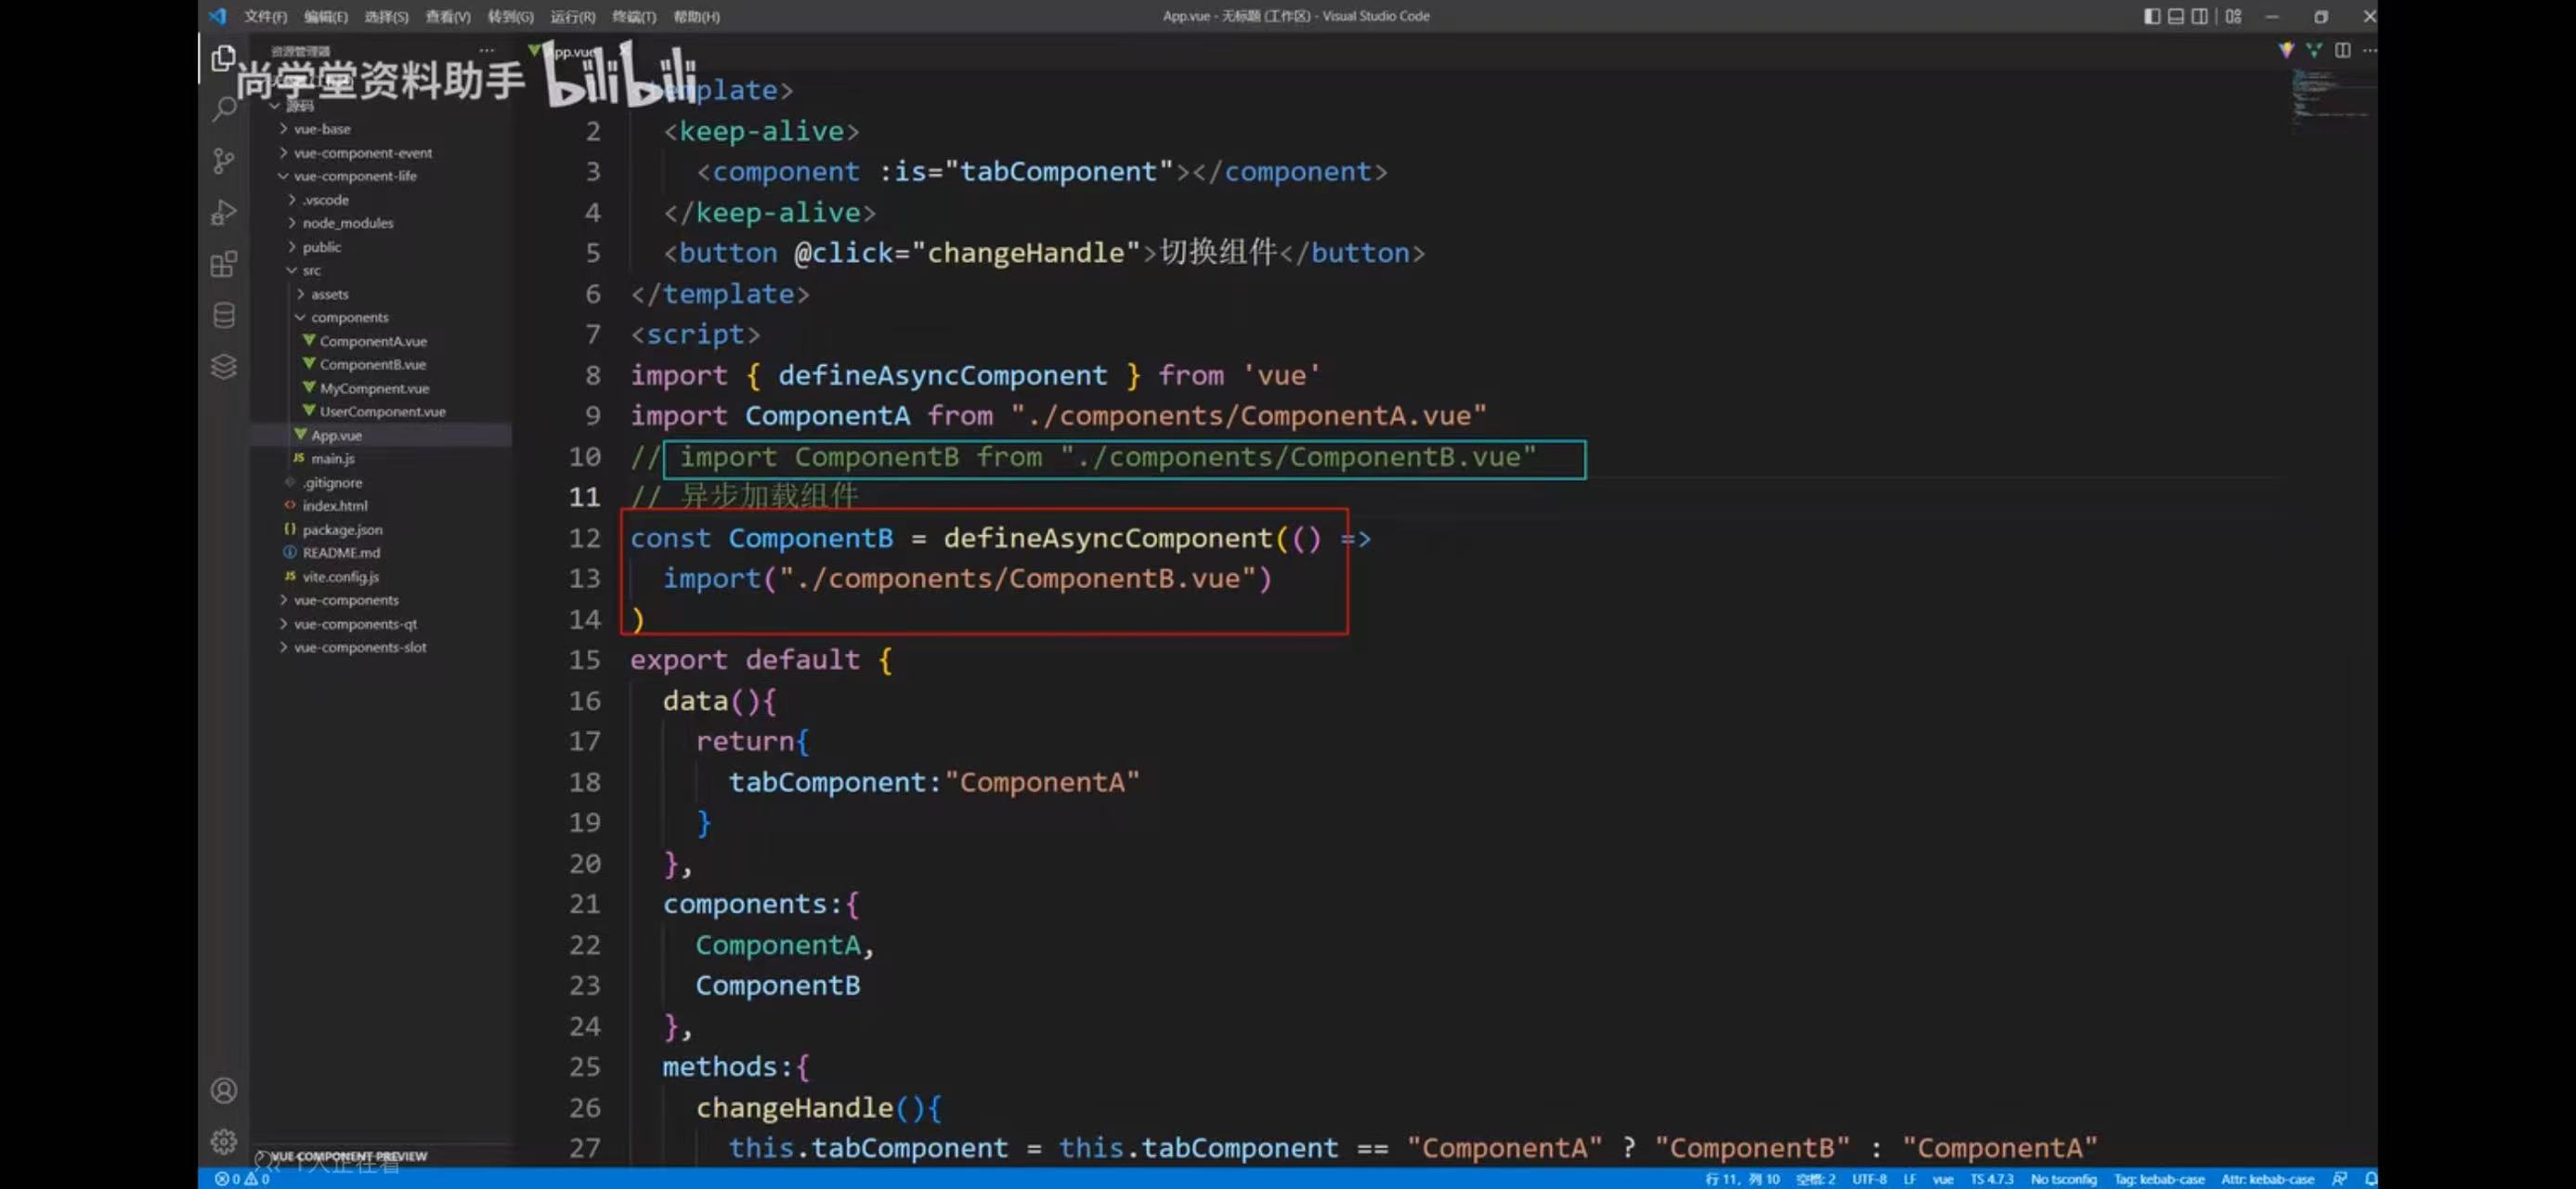 文件(F) 编辑(E) 选择(S) 查看(V) 转到(G) 运行(R) 终端(T) 帮助(H)
App.vue - 无标题 (工作区) - Visual Studio Code
资源管理器
App.vue
尚学堂资料助手 bilibili
源码
vue-base
vue-component-event
vue-component-life
.vscode
node_modules
public
src
assets
components
ComponentA.vue
ComponentB.vue
MyCompnent.vue
UserComponent.vue
App.vue
JS main.js
.gitignore
index.html
package.json
README.md
JS vite.config.js
vue-components
vue-components-qt
vue-components-slot
VUE COMPONENT PREVIEW
1人正在看
mplate>
2 <keep-alive>
3 <component :is="tabComponent"></component>
4 </keep-alive>
5 <button @click="changeHandle">切换组件</button>
6 </template>
7 <script>
8 import { defineAsyncComponent } from 'vue'
9 import ComponentA from "./components/ComponentA.vue"
10 // import ComponentB from "./components/ComponentB.vue"
11 // 异步加载组件
12 const ComponentB = defineAsyncComponent(() =>
13 import("./components/ComponentB.vue")
14 )
15 export default {
16 data(){
17 return{
18 tabComponent:"ComponentA"
19 }
20 },
21 components:{
22 ComponentA,
23 ComponentB
24 },
25 methods:{
26 changeHandle(){
27 this.tabComponent = this.tabComponent == "ComponentA" ? "ComponentB" : "ComponentA"
0 0
行 11，列 10 空格: 2 UTF-8 LF vue TS 4.7.3 No tsconfig Tag: kebab-case Attr: kebab-case